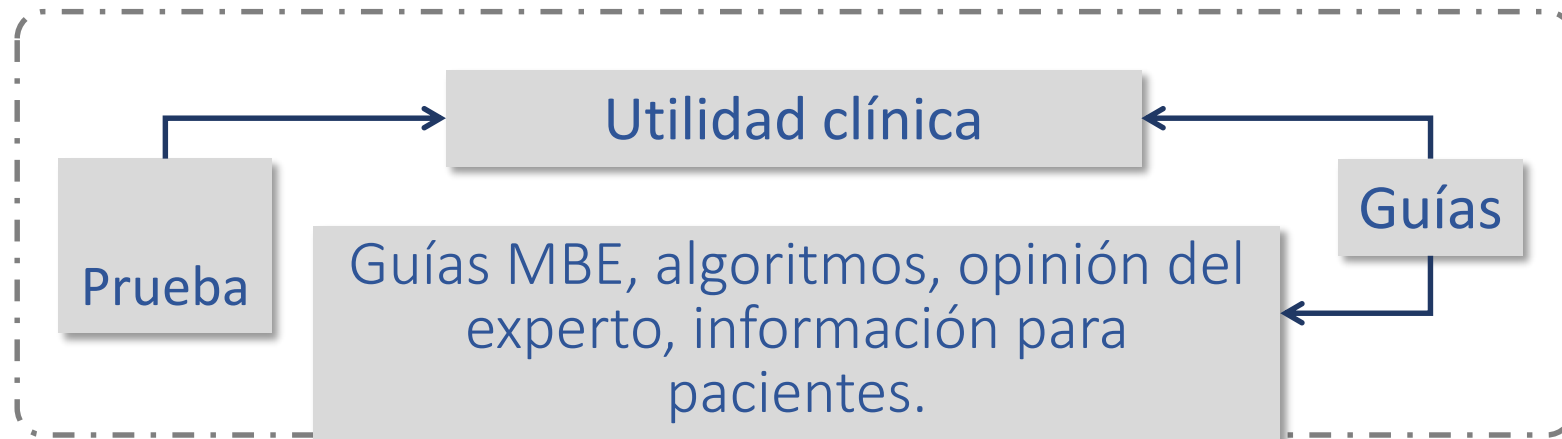 Utilidad clínica
Prueba
Guías
Guías MBE, algoritmos, opinión del
experto, información para
pacientes.